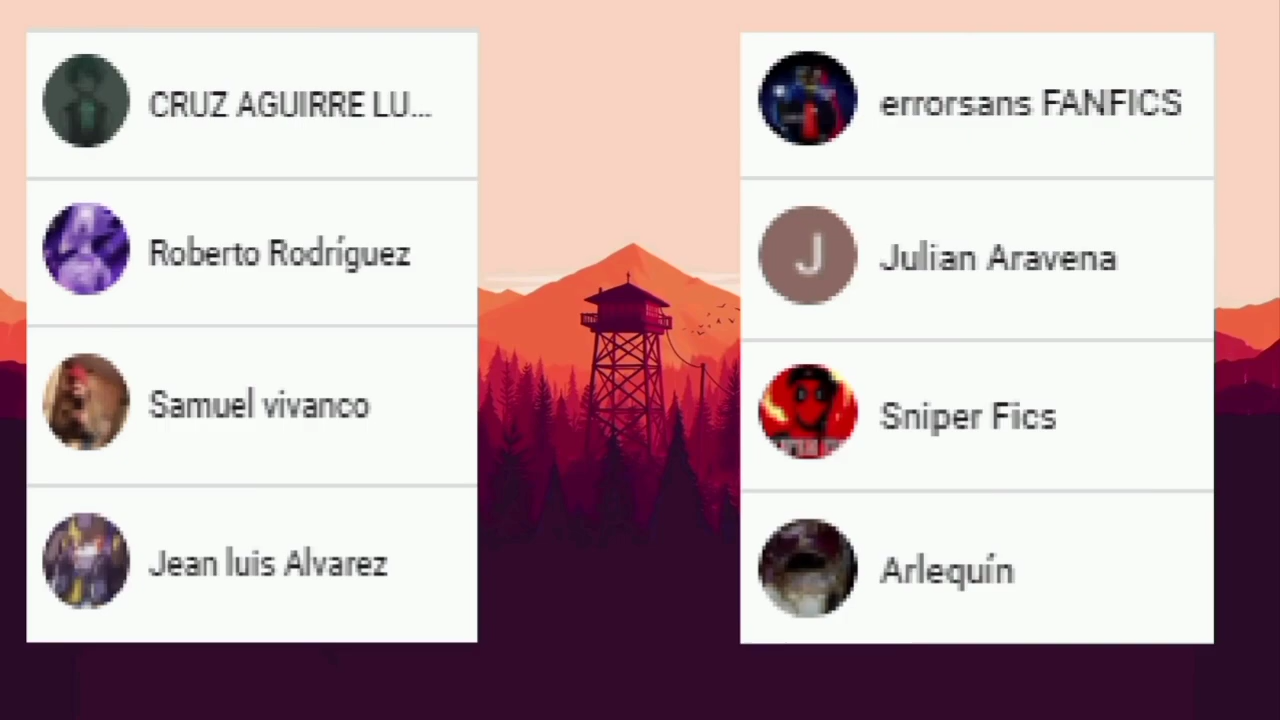 CRUZ AGUIRRE LU...
Roberto Rodríguez
Samuel vivanco
Jean luis Alvarez
errorsans FANFICS
J
Julian Aravena
Sniper Fics
Arlequín